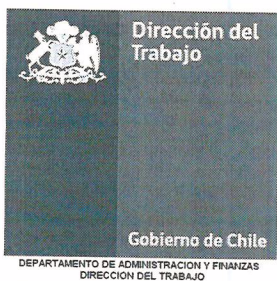 Dirección del
Trabajo
Gobierno de Chile
DEPARTAMENTO DE ADMINISTRACION Y FINANZAS
DIRECCION DEL TRABAJO